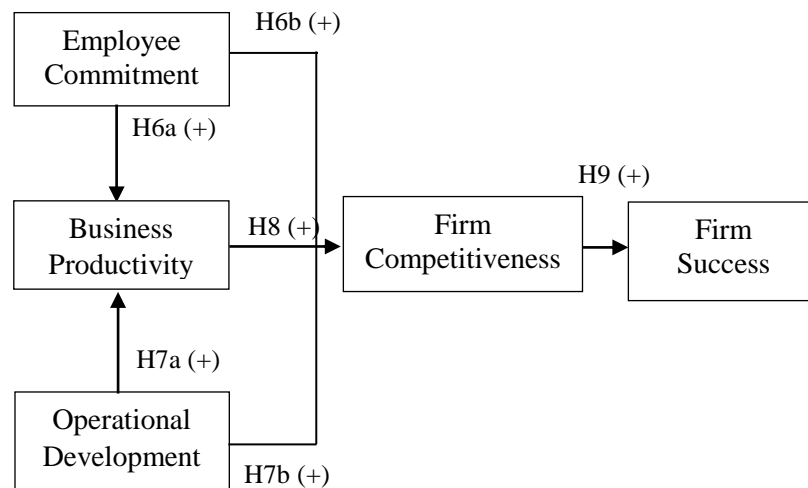 H6b (+)
Employee
Commitment
H6a (+)
H9 (+)
Business
Productivity
H8 (+)
Firm
Competitiveness
Firm
Success
H7a (+)
Operational
Development
H7b (+)